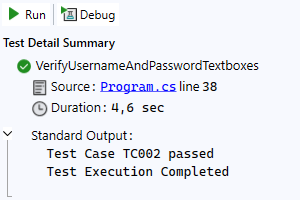 Run Debug
Test Detail Summary
VerifyUsernameAndPasswordTextboxes
Source: Program.cs line 38
Duration: 4,6 sec
Standard Output:
Test Case TC002 passed
Test Execution Completed